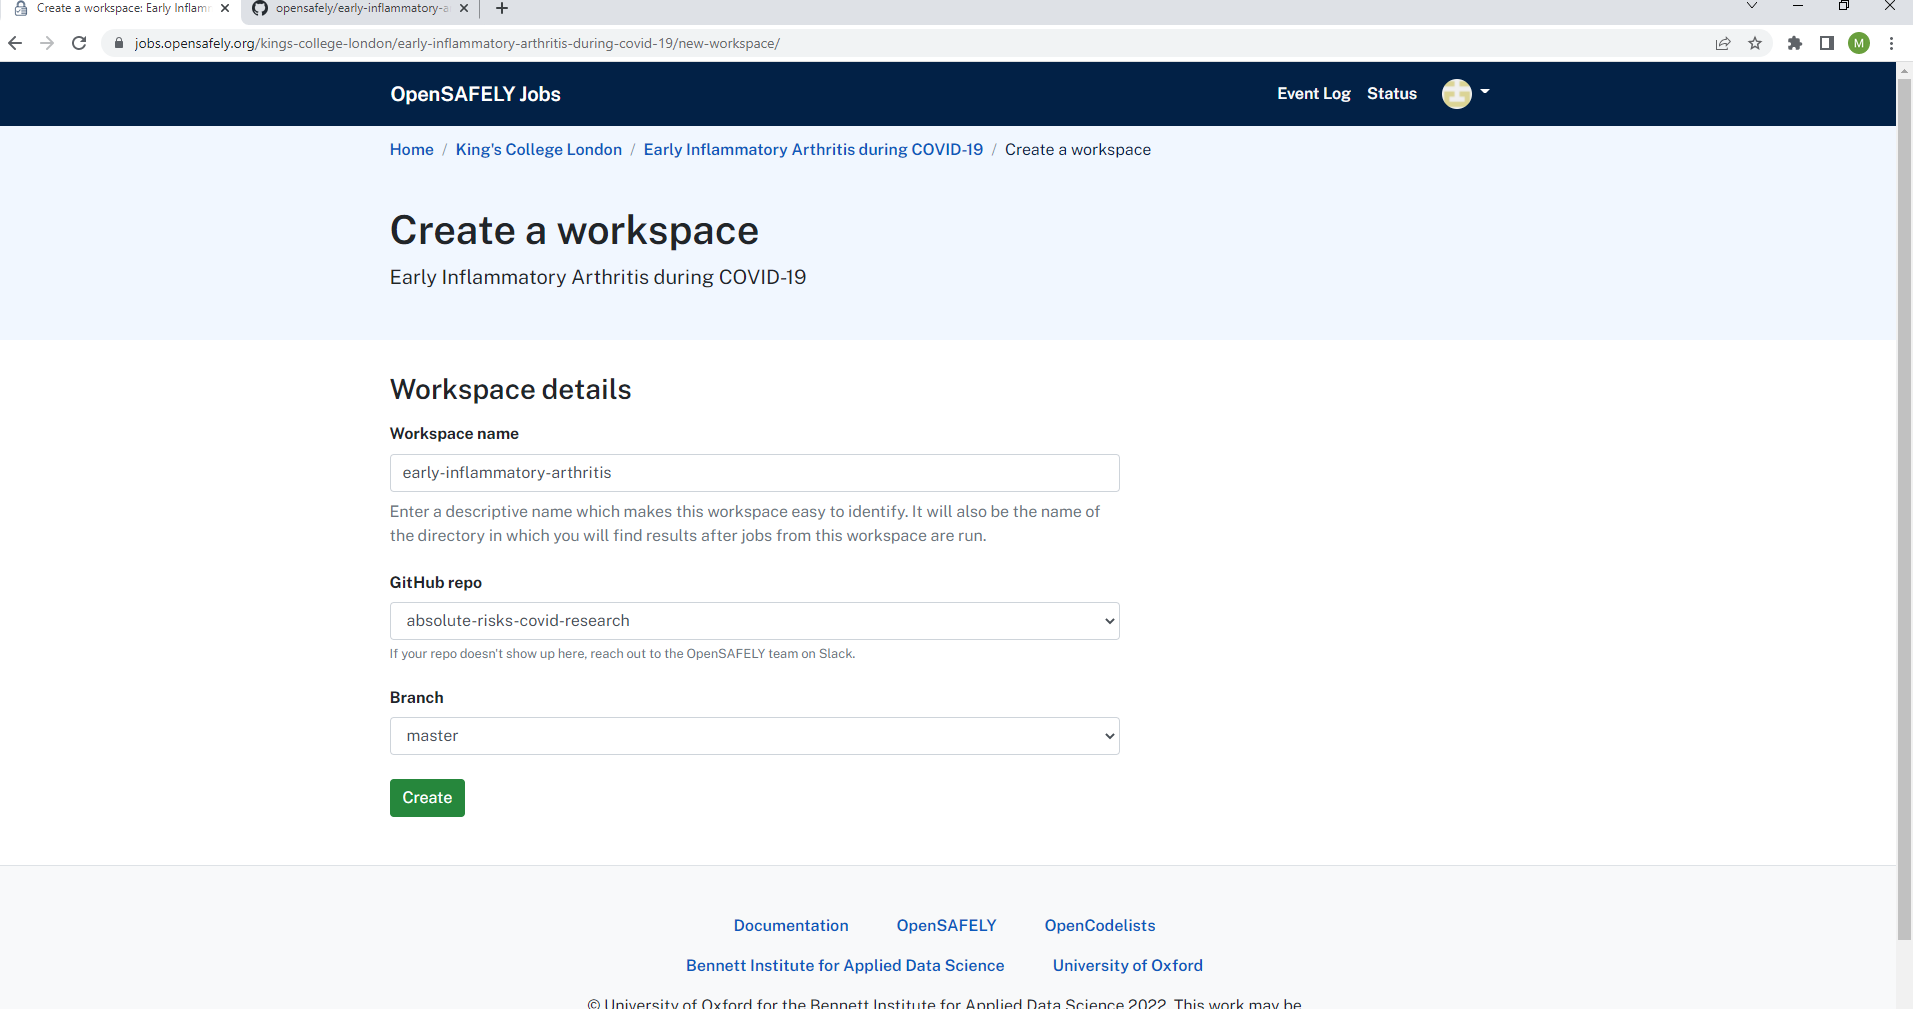 Create a workspace: Early Inflam
opensafely/early-inflammatory-a
jobs.opensafely.org/kings-college-london/early-inflammatory-arthritis-during-covid-19/new-workspace/
M
OpenSAFELY Jobs
Event Log Status
Home / King's College London / Early Inflammatory Arthritis during COVID-19 / Create a workspace
Create a workspace
Early Inflammatory Arthritis during COVID-19
Workspace details
Workspace name
early-inflammatory-arthritis
Enter a descriptive name which makes this workspace easy to identify. It will also be the name of
the directory in which you will find results after jobs from this workspace are run.
GitHub repo
absolute-risks-covid-research
If your repo doesn't show up here, reach out to the OpenSAFELY team on Slack.
Branch
master
Create
Documentation OpenSAFELY OpenCodelists
Bennett Institute for Applied Data Science University of Oxford
© University of Oxford for the Bennett Institute for Applied Data Science 2022. This work may be